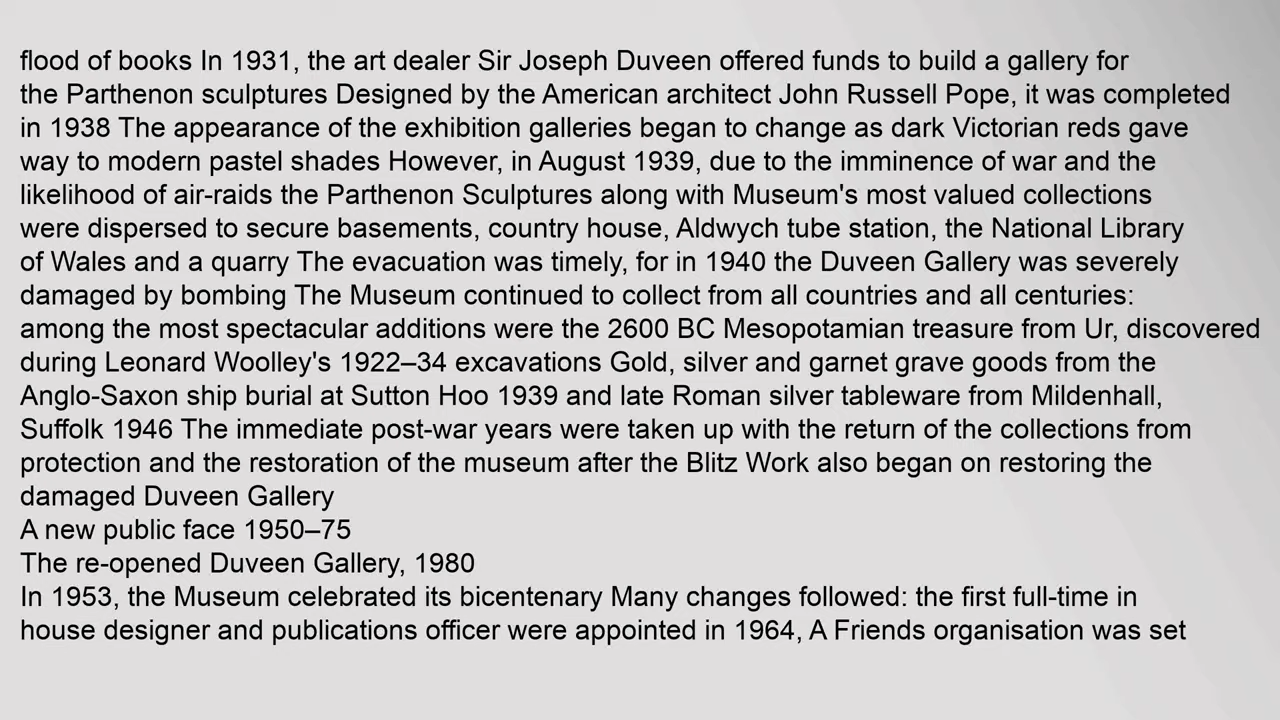 flood of books In 1931, the art dealer Sir Joseph Duveen offered funds to build a gallery for
the Parthenon sculptures Designed by the American architect John Russell Pope, it was completed
in 1938 The appearance of the exhibition galleries began to change as dark Victorian reds gave
way to modern pastel shades However, in August 1939, due to the imminence of war and the
likelihood of air-raids the Parthenon Sculptures along with Museum's most valued collections
were dispersed to secure basements, country house, Aldwych tube station, the National Library
of Wales and a quarry The evacuation was timely, for in 1940 the Duveen Gallery was severely
damaged by bombing The Museum continued to collect from all countries and all centuries:
among the most spectacular additions were the 2600 BC Mesopotamian treasure from Ur, discovered
during Leonard Woolley's 1922–34 excavations Gold, silver and garnet grave goods from the
Anglo-Saxon ship burial at Sutton Hoo 1939 and late Roman silver tableware from Mildenhall,
Suffolk 1946 The immediate post-war years were taken up with the return of the collections from
protection and the restoration of the museum after the Blitz Work also began on restoring the
damaged Duveen Gallery
A new public face 1950–75
The re-opened Duveen Gallery, 1980
In 1953, the Museum celebrated its bicentenary Many changes followed: the first full-time in
house designer and publications officer were appointed in 1964, A Friends organisation was set